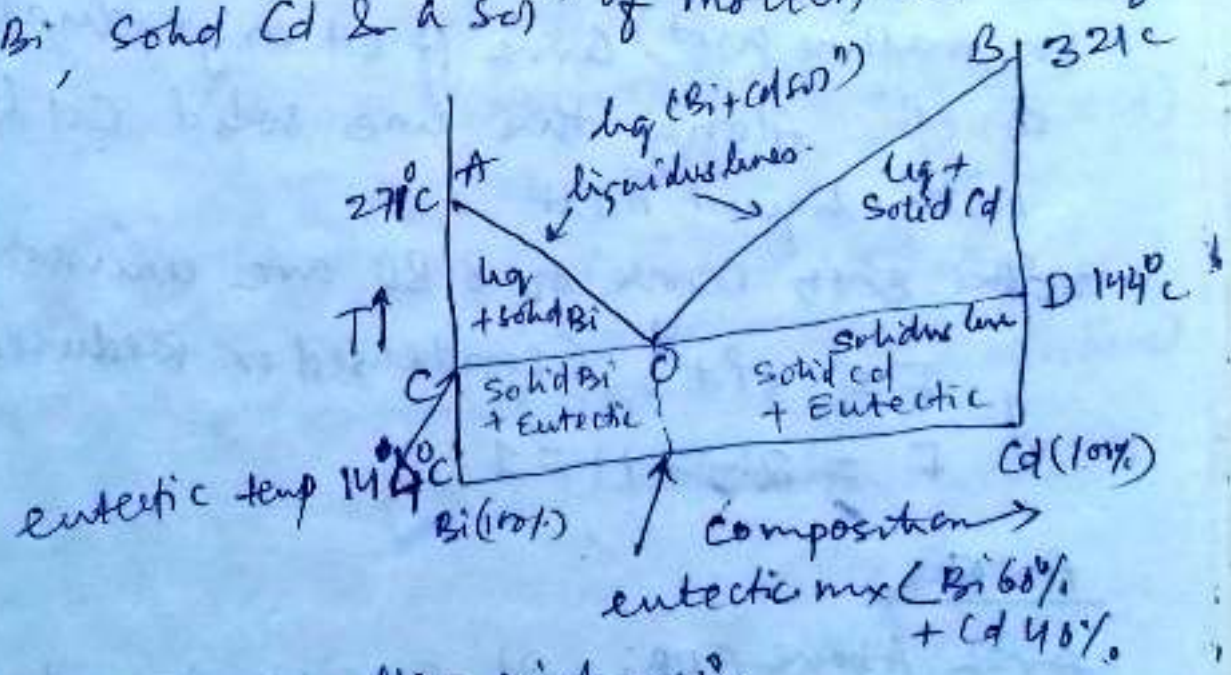 Bi, Solid Cd & a Sol of molten
B 321 c
liq (Bi + Cd sol n)
liquidus lines.
A
271°C
liq +
Solid Cd
liq
+ solid Bi
T↑
D 144°c
Solidus line
C
O
Solid Bi
+ Eutectic
Solid cd
+ Eutectic
eutectic temp 144°C
Bi (100%)
Cd (100%)
Composition →
eutectic mix ( Bi 60%
+ Cd 40%.